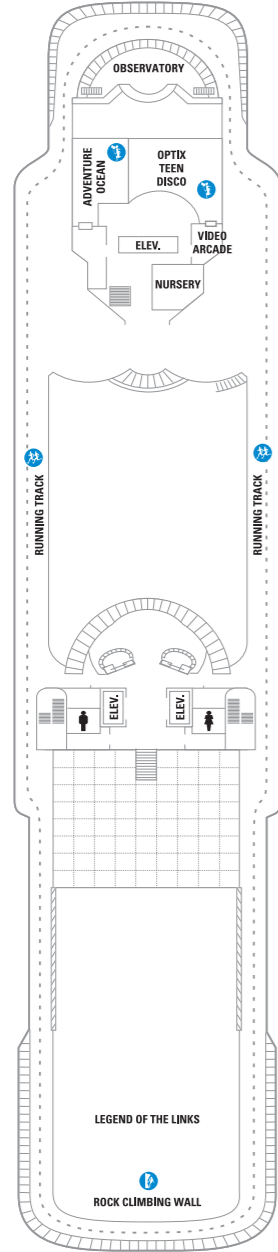 OBSERVATORY
ADVENTURE
OCEAN
OPTIX
TEEN
DISCO
ELEV.
VIDEO
ARCADE
NURSERY
RUNNING TRACK
RUNNING TRACK
ELEV.
ELEV.
LEGEND OF THE LINKS
ROCK CLIMBING WALL